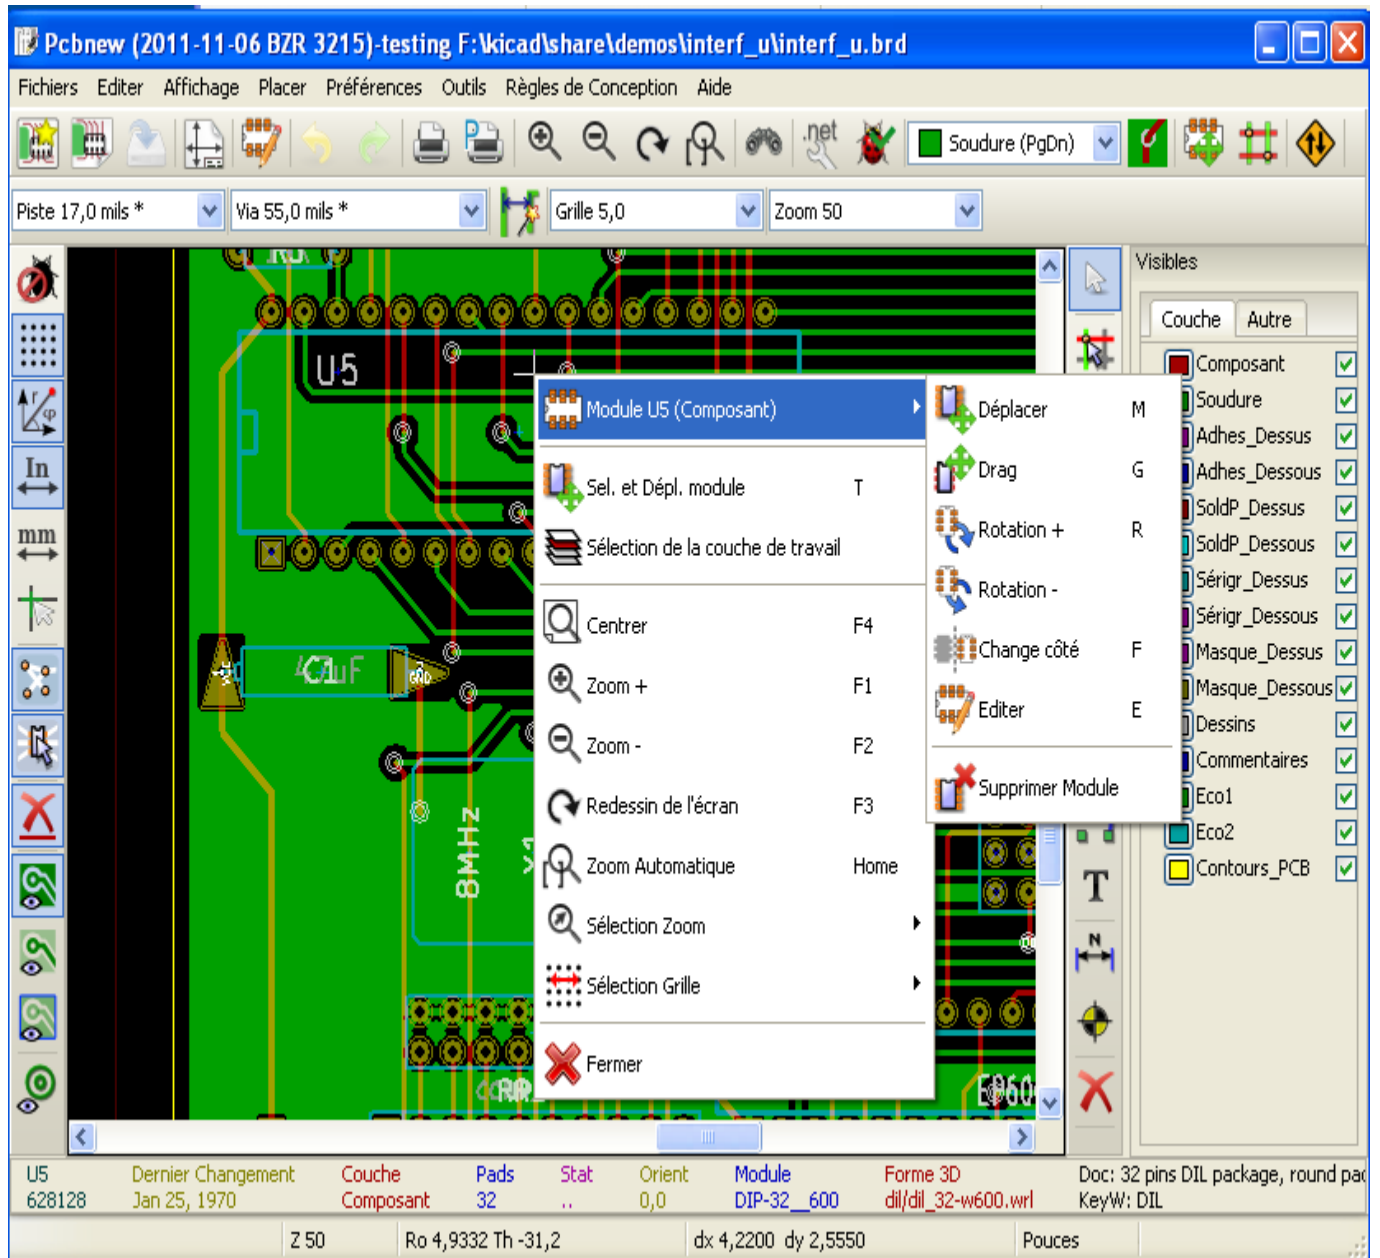 Pcbnew (2011-11-06 BZR 3215)-testing F:\kicad\share\demos\interf_u\interf_u.brd
Fichiers Editer Affichage Placer Préférences Outils Règles de Conception Aide
.net
Soudure (PgDn)
Piste 17,0 mils *
Via 55,0 mils *
Grille 5,0
Zoom 50
In
mm
U5
C1
GND
8MHz
Module U5 (Composant)
Sel. et Dépl. module T
Sélection de la couche de travail
Centrer F4
Zoom + F1
Zoom - F2
Redessin de l'écran F3
Zoom Automatique Home
Sélection Zoom
Sélection Grille
Fermer
Déplacer M
Drag G
Rotation + R
Rotation -
Change côté F
Editer E
Supprimer Module
T
N
Visibles
Couche Autre
Composant
Soudure
Adhes_Dessus
Adhes_Dessous
SoldP_Dessus
SoldP_Dessous
Sérigr_Dessus
Sérigr_Dessous
Masque_Dessus
Masque_Dessous
Dessins
Commentaires
Eco1
Eco2
Contours_PCB
U5 Dernier Changement Couche Pads Stat Orient Module Forme 3D Doc: 32 pins DIL package, round pad
628128 Jan 25, 1970 Composant 32 .. 0,0 DIP-32__600 dil/dil_32-w600.wrl KeyW: DIL
Z 50 Ro 4,9332 Th -31,2 dx 4,2200 dy 2,5550 Pouces